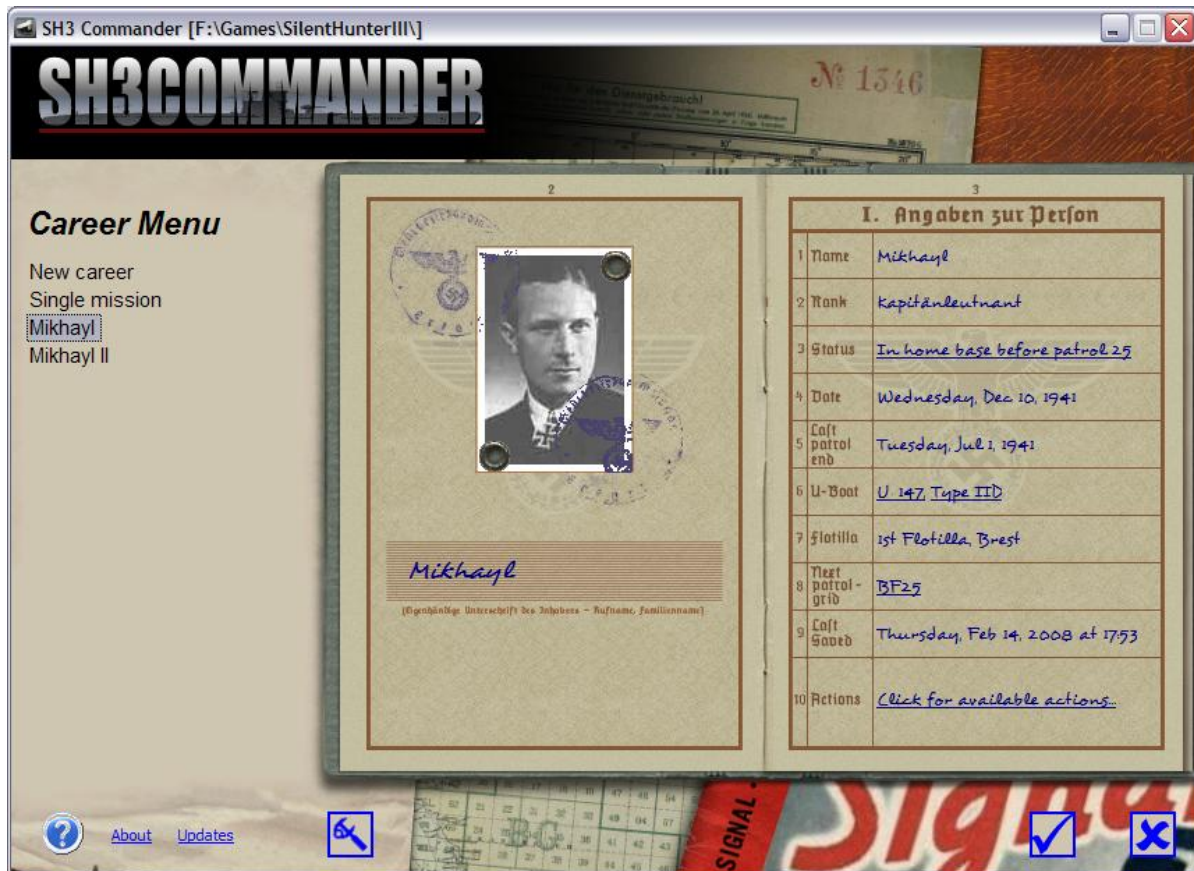 SH3 Commander [F:\Games\SilentHunterIII\]
SH3COMMANDER
№ 1346
Career Menu
New career
Single mission
Mikhayl
Mikhayl II
2
Mikhayl
(Eigenhändige Unterschrift des Inhabers – Rufname, Familienname)
3
I. Angaben zur Person
1 Name Mikhayl
2 Rank Kapitänleutnant
3 Status In home base before patrol 25
4 Date Wednesday, Dec 10, 1941
5 Last patrol end Tuesday, Jul 1, 1941
6 U-Boat U 147, Type IID
7 Flotilla 1st Flotilla, Brest
8 Next patrol - grid BF25
9 Last Saved Thursday, Feb 14, 2008 at 17:53
10 Actions Click for available actions...
About Updates
SIGNAL
Signal